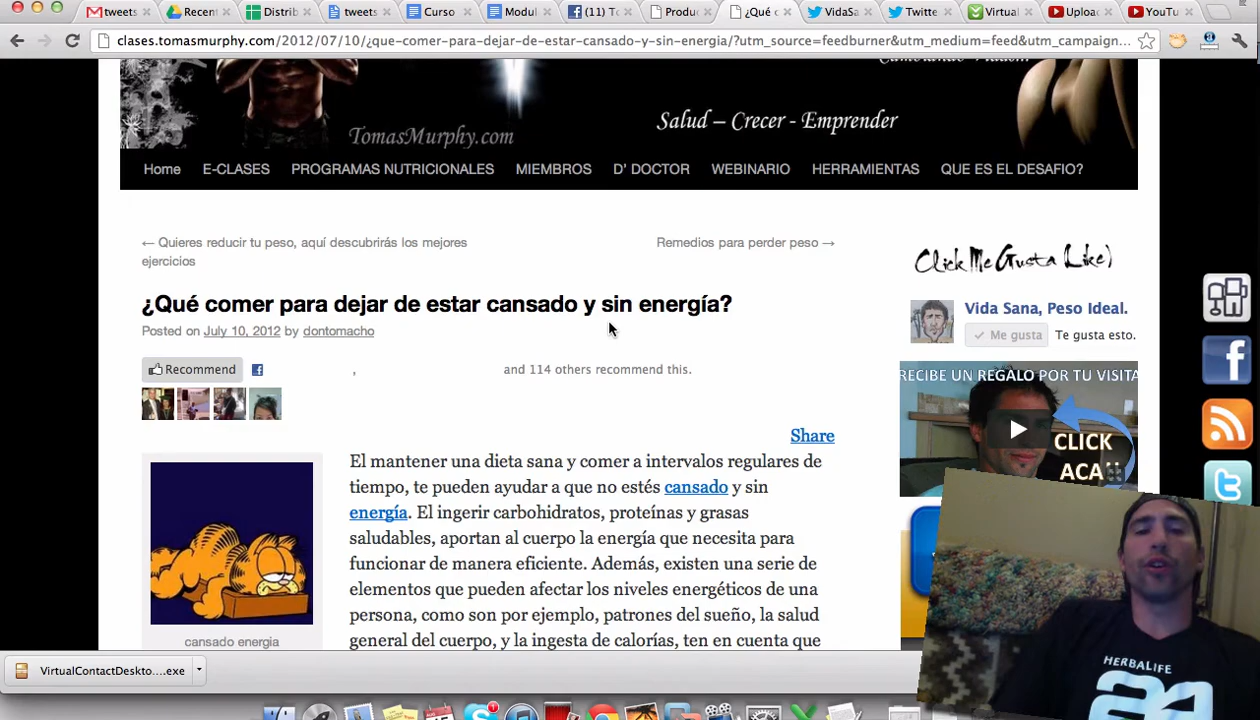 tweets
Recent
Distrib
tweets
Curso
Modul
(11) T
Produc
¿Qué c
VidaSa
Twitte
Virtual
Uploa
YouTu
clases.tomasmurphy.com/2012/07/10/¿que-comer-para-dejar-de-estar-cansado-y-sin-energia/?utm_source=feedburner&utm_medium=feed&utm_campaign...
TomasMurphy.com
Salud – Crecer - Emprender
Home E-CLASES PROGRAMAS NUTRICIONALES MIEMBROS D' DOCTOR WEBINARIO HERRAMIENTAS QUE ES EL DESAFIO?
← Quieres reducir tu peso, aquí descubrirás los mejores
ejercicios
Remedios para perder peso →
¿Qué comer para dejar de estar cansado y sin energía?
Posted on July 10, 2012 by dontomacho
Recommend
, and 114 others recommend this.
Share
El mantener una dieta sana y comer a intervalos regulares de
tiempo, te pueden ayudar a que no estés cansado y sin
energía. El ingerir carbohidratos, proteínas y grasas
saludables, aportan al cuerpo la energía que necesita para
funcionar de manera eficiente. Además, existen una serie de
elementos que pueden afectar los niveles energéticos de una
persona, como son por ejemplo, patrones del sueño, la salud
general del cuerpo, y la ingesta de calorías, ten en cuenta que
cansado energia
Click Me Gusta (Like)
Vida Sana, Peso Ideal.
Me gusta Te gusta esto.
RECIBE UN REGALO POR TU VISITA
CLICK
ACA
HERBALIFE
24
VirtualContactDeskto....exe